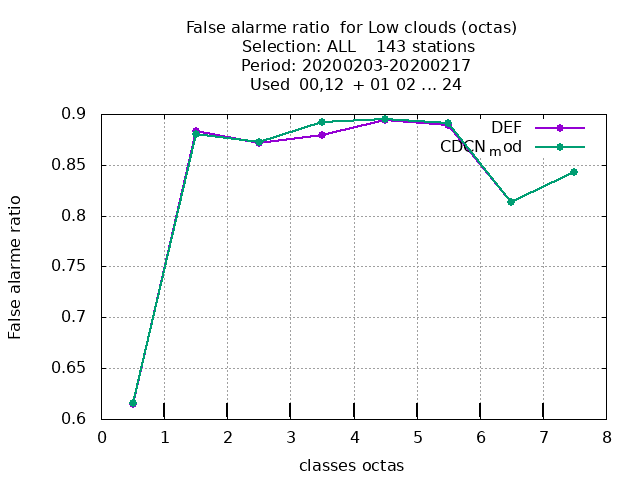 False alarme ratio  for Low clouds (octas)
Selection: ALL    143 stations
Period: 20200203-20200217
Used  00,12  + 01 02 ... 24
DEF
CDCNmod
0.9
0.85
0.8
0.75
0.7
0.65
0.6
False alarme ratio
0 1 2 3 4 5 6 7 8
classes octas